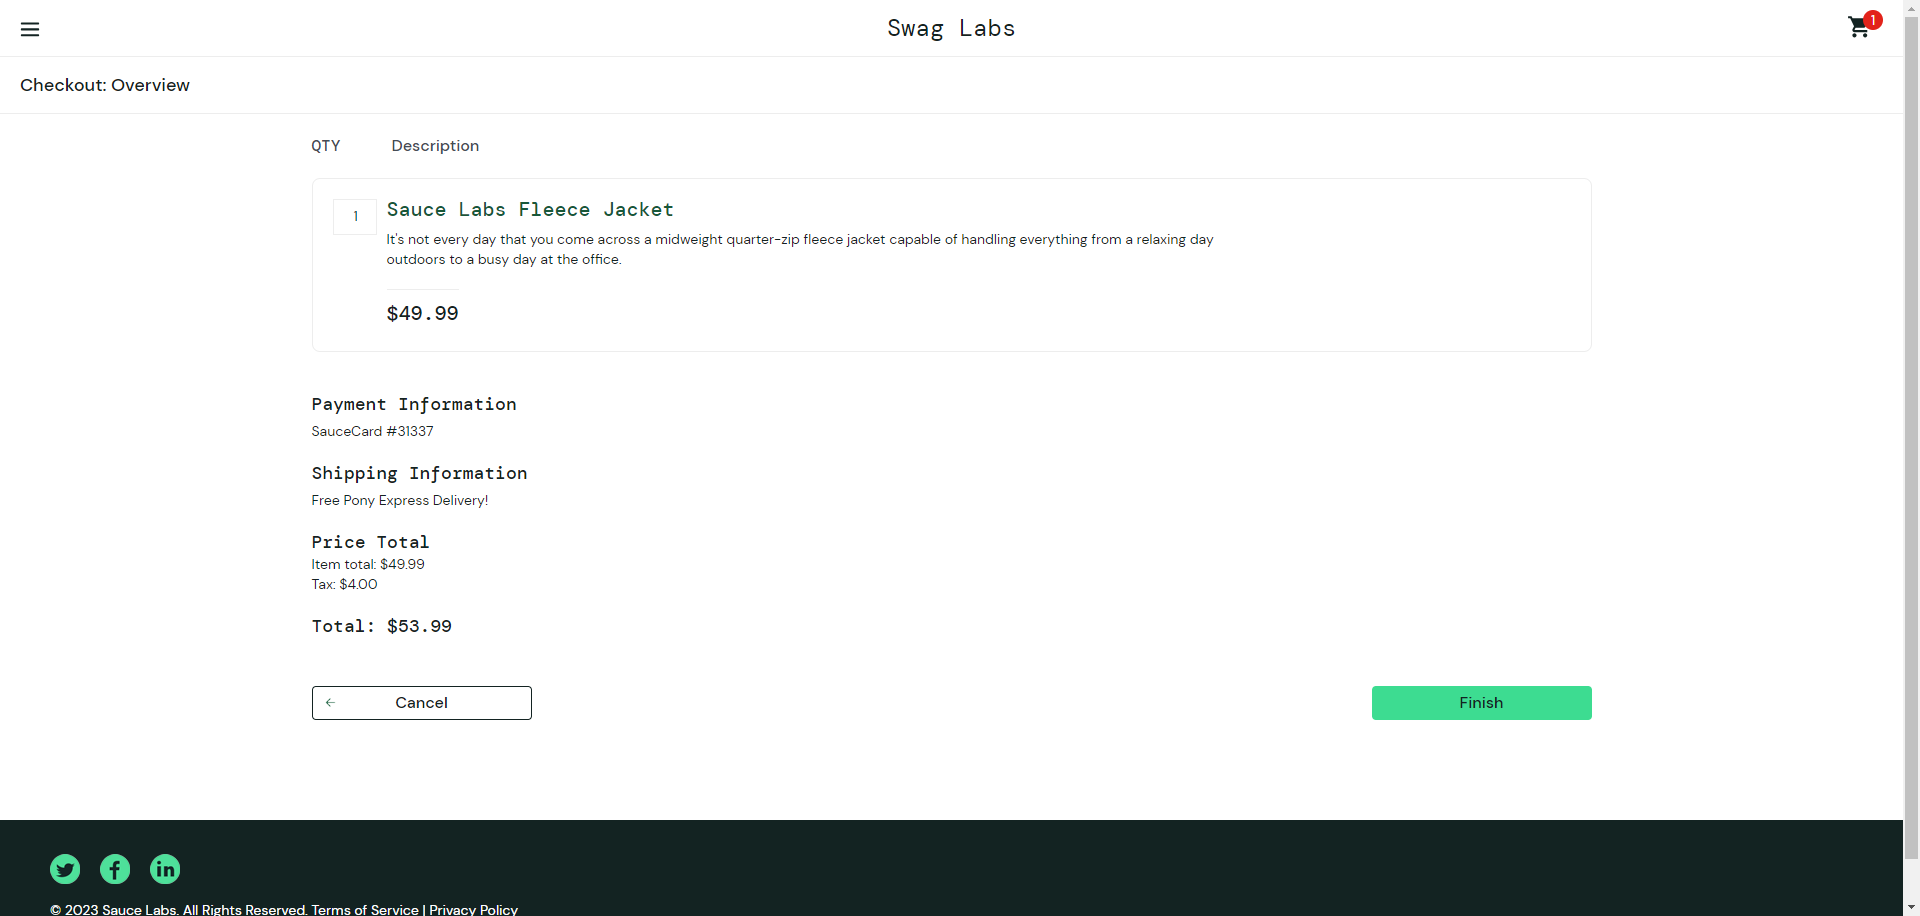 Swag Labs
1
Checkout: Overview
QTY Description
1
Sauce Labs Fleece Jacket
It's not every day that you come across a midweight quarter-zip fleece jacket capable of handling everything from a relaxing day
outdoors to a busy day at the office.
$49.99
Payment Information
SauceCard #31337
Shipping Information
Free Pony Express Delivery!
Price Total
Item total: $49.99
Tax: $4.00
Total: $53.99
Cancel
Finish
© 2023 Sauce Labs. All Rights Reserved. Terms of Service | Privacy Policy